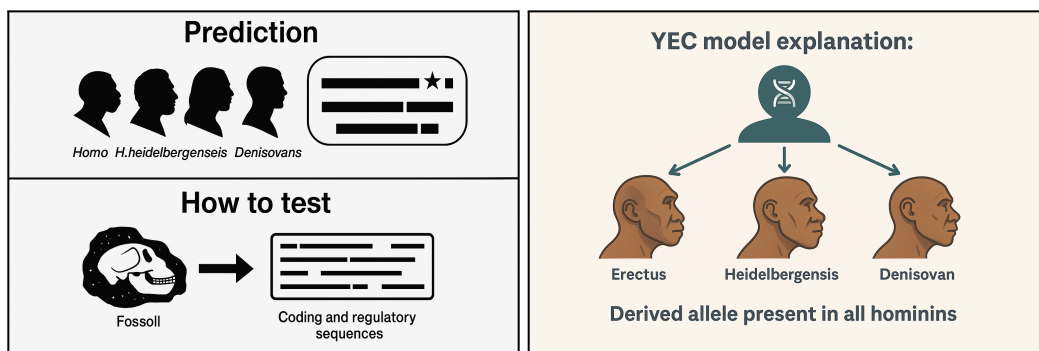 Prediction
Homo H.heidelbergenseis Denisovans
How to test
Fossoll
Coding and regulatory
sequences
YEC model explanation:
Erectus Heidelbergensis Denisovan
Derived allele present in all hominins